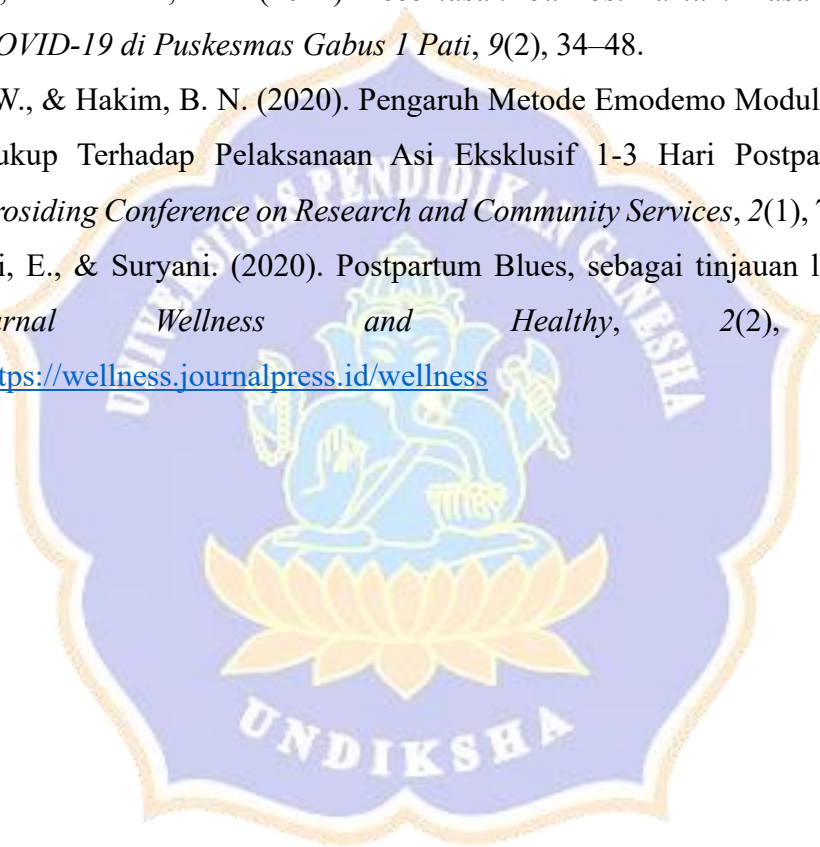 OVID-19 di Puskesmas Gabus 1 Pati, 9(2), 34–48.
W., & Hakim, B. N. (2020). Pengaruh Metode Emodemo Modul
ukup Terhadap Pelaksanaan Asi Eksklusif 1-3 Hari Postpa
rosiding Conference on Research and Community Services, 2(1),
i, E., & Suryani. (2020). Postpartum Blues, sebagai tinjauan l
rnal Wellness and Healthy, 2(2),
tps://wellness.journalpress.id/wellness
UNIVERSITAS PENDIDIKAN GANESHA
UNDIKSHA